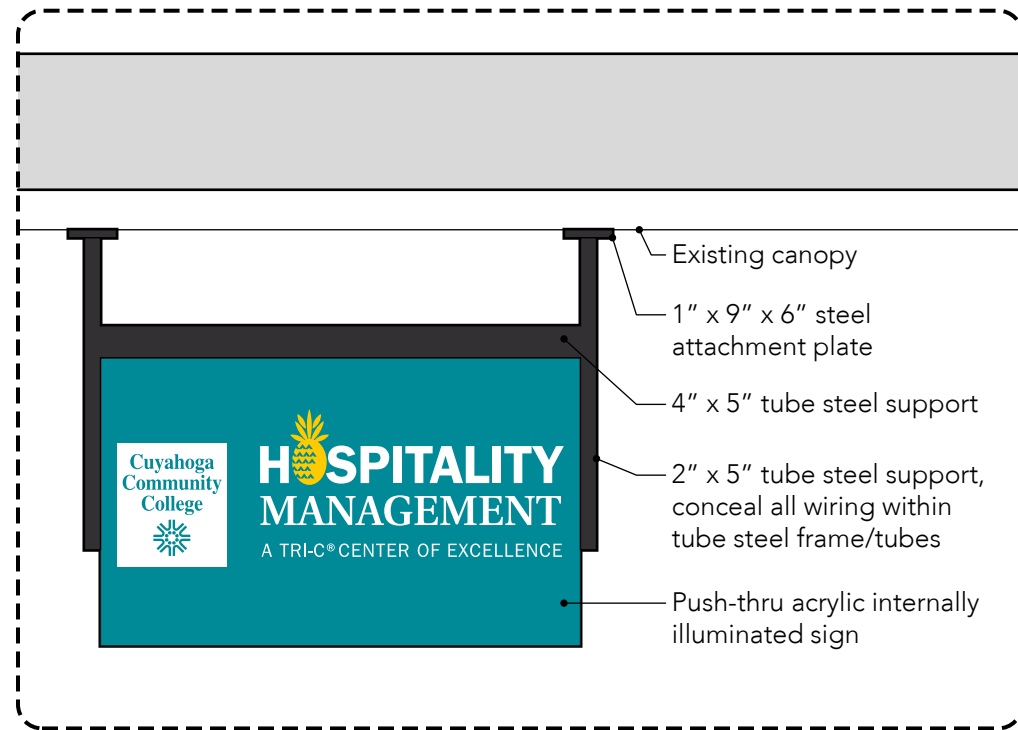 Existing canopy
1” x 9” x 6” steel
attachment plate
4” x 5” tube steel support
2” x 5” tube steel support,
conceal all wiring within
tube steel frame/tubes
Push-thru acrylic internally
illuminated sign
Cuyahoga
Community
College
HOSPITALITY
MANAGEMENT
A TRI-C® CENTER OF EXCELLENCE